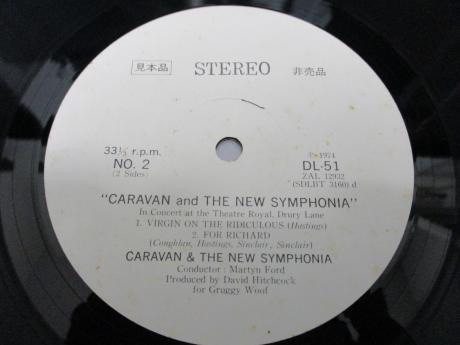 見本品 STEREO 非売品
33⅓ r.p.m. ℗ 1974
NO. 2 DL-51
(2 Sides) ZAL 12932
(SDLBT 3160) d
"CARAVAN and THE NEW SYMPHONIA"
In Concert at the Theatre Royal, Drury Lane
1. VIRGIN ON THE RIDICULOUS (Hastings)
2. FOR RICHARD
(Coughlan, Hastings, Sinclair, Sinclair)
CARAVAN & THE NEW SYMPHONIA
Conductor: Martyn Ford
Produced by David Hitchcock
for Gruggy Woof